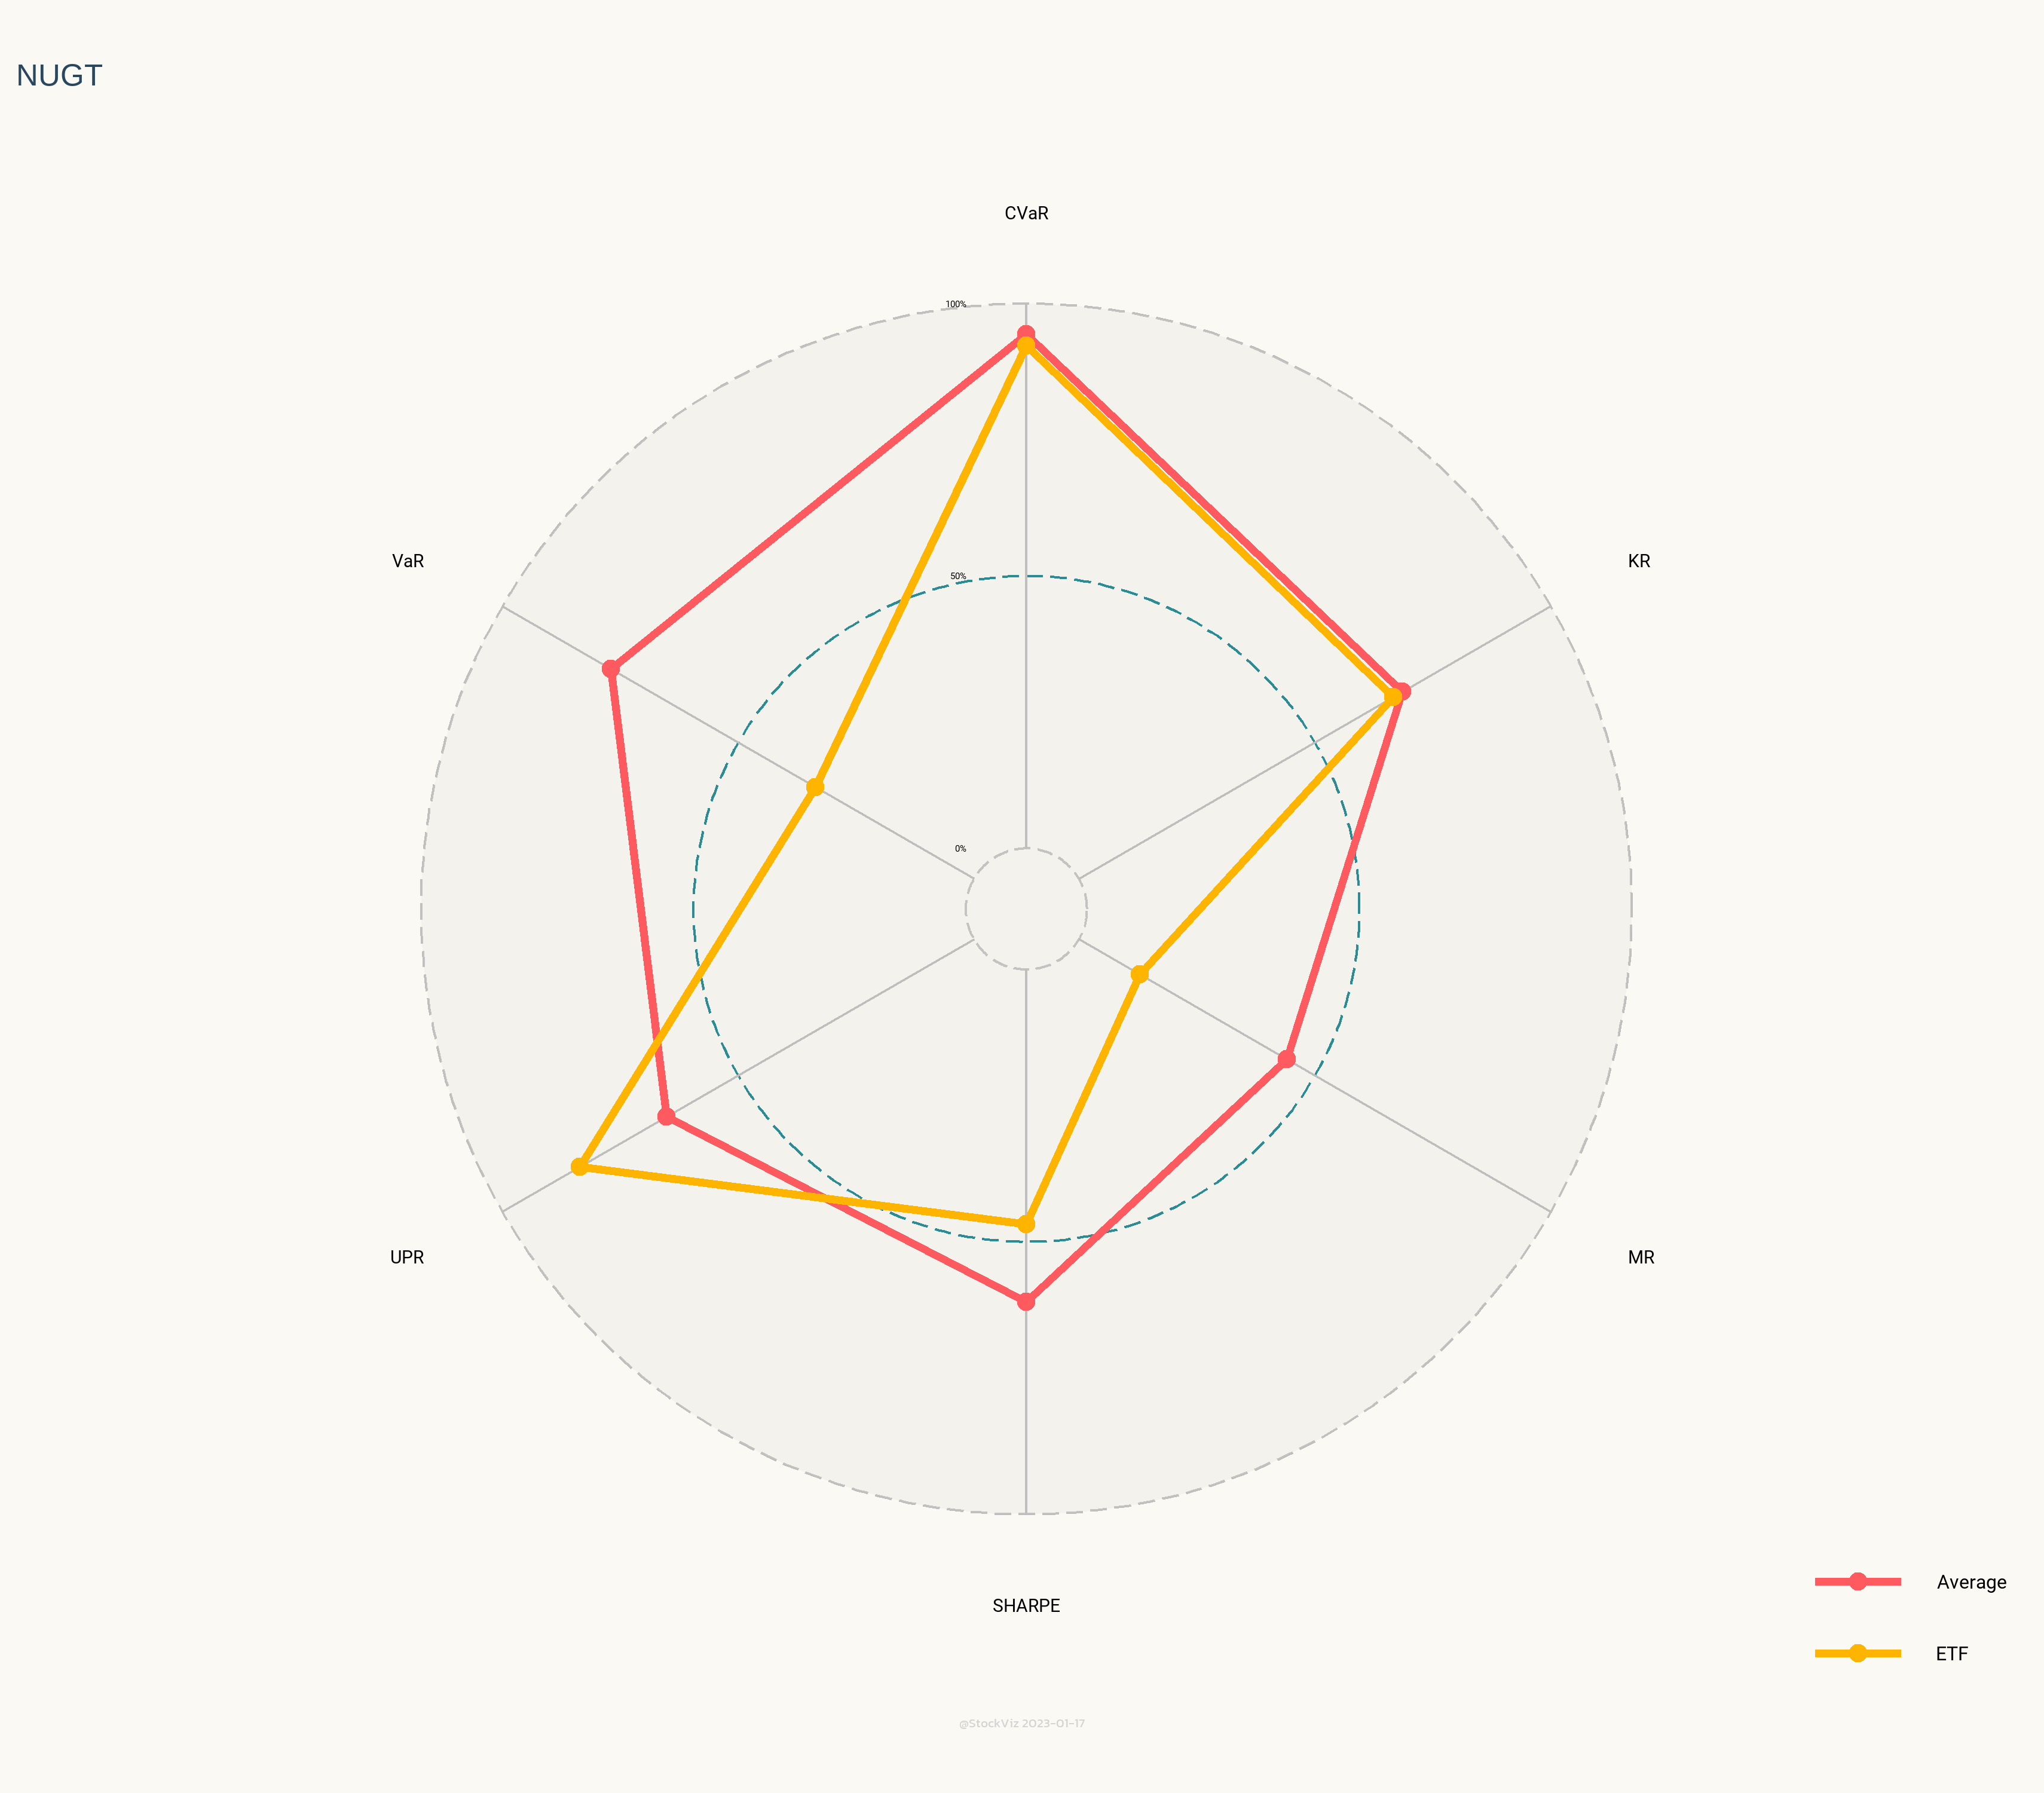 NUGT
CVaR
100%
KR
VaR
50%
0%
UPR
MR
SHARPE
Average
ETF
@StockViz 2023-01-17